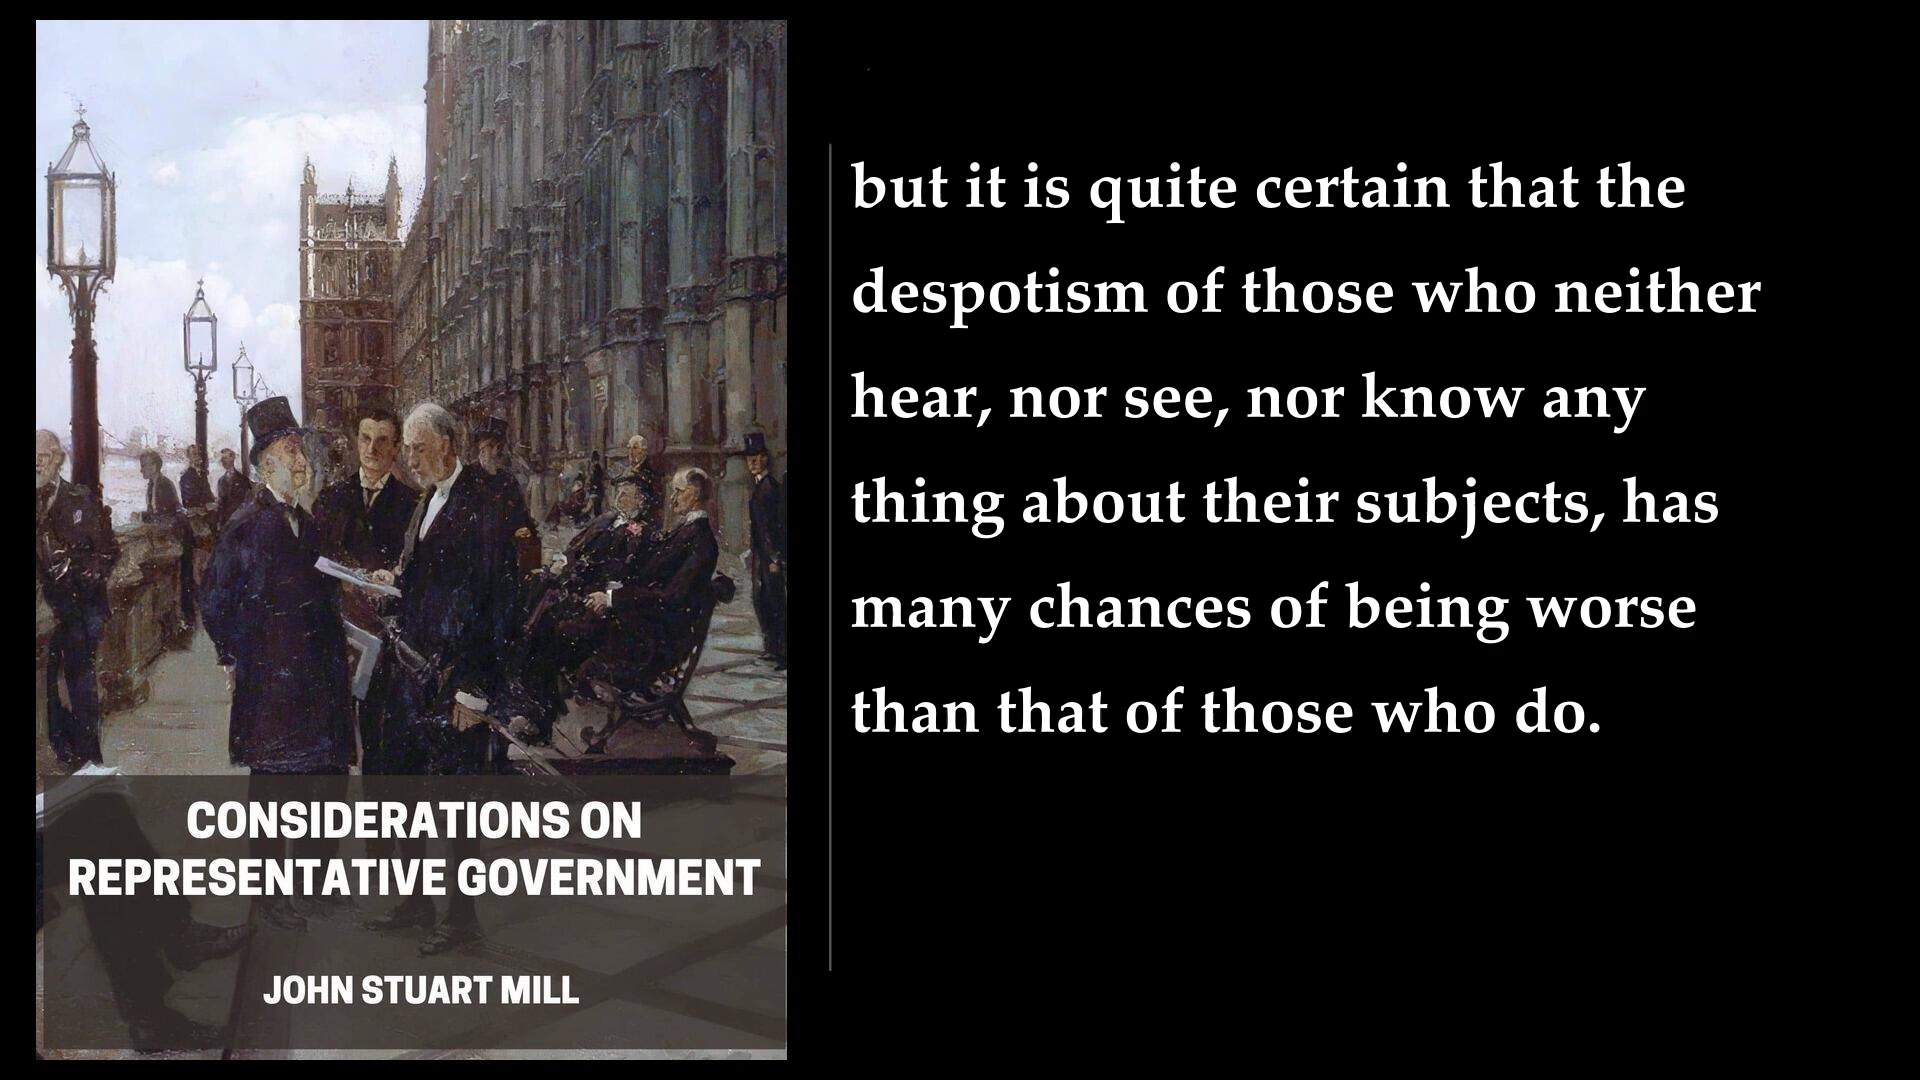 CONSIDERATIONS ON
REPRESENTATIVE GOVERNMENT
JOHN STUART MILL
but it is quite certain that the
despotism of those who neither
hear, nor see, nor know any
thing about their subjects, has
many chances of being worse
than that of those who do.